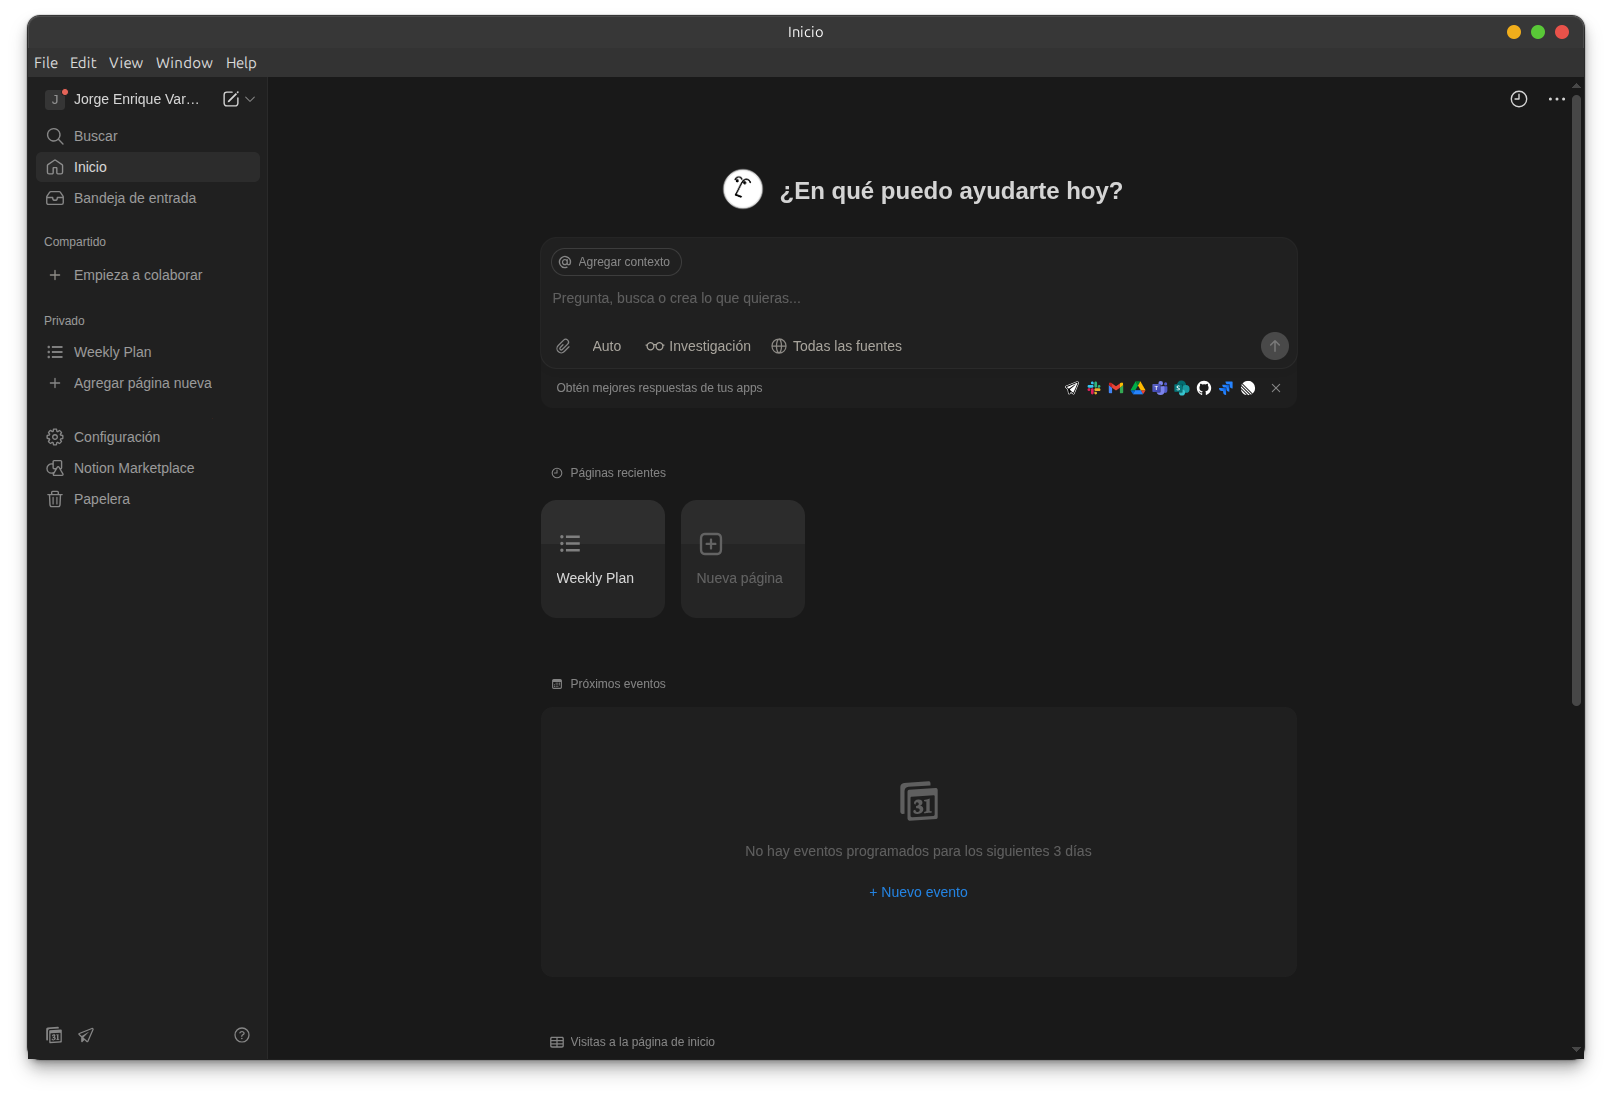 Inicio
File Edit View Window Help
J Jorge Enrique Var...
Buscar
Inicio
Bandeja de entrada
Compartido
Empieza a colaborar
Privado
Weekly Plan
Agregar página nueva
Configuración
Notion Marketplace
Papelera
31
¿En qué puedo ayudarte hoy?
@ Agregar contexto
Pregunta, busca o crea lo que quieras...
Auto Investigación Todas las fuentes
Obtén mejores respuestas de tus apps
Páginas recientes
Weekly Plan
Nueva página
Próximos eventos
31
No hay eventos programados para los siguientes 3 días
+ Nuevo evento
Visitas a la página de inicio